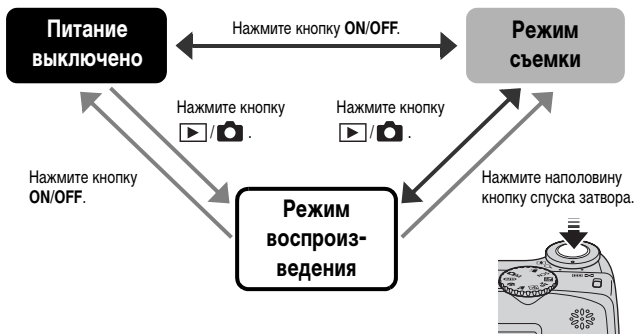 Питание
выключено
Нажмите кнопку ON/OFF.
Режим
съемки
Нажмите кнопку
/ .
Нажмите кнопку
/ .
Нажмите кнопку
ON/OFF.
Режим
воспроиз-
ведения
Нажмите наполовину
кнопку спуска затвора.